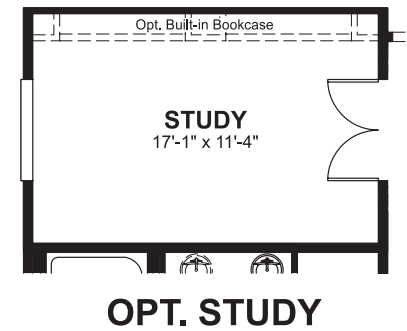 Opt. Built-in Bookcase
STUDY
17'-1" x 11'-4"
OPT. STUDY